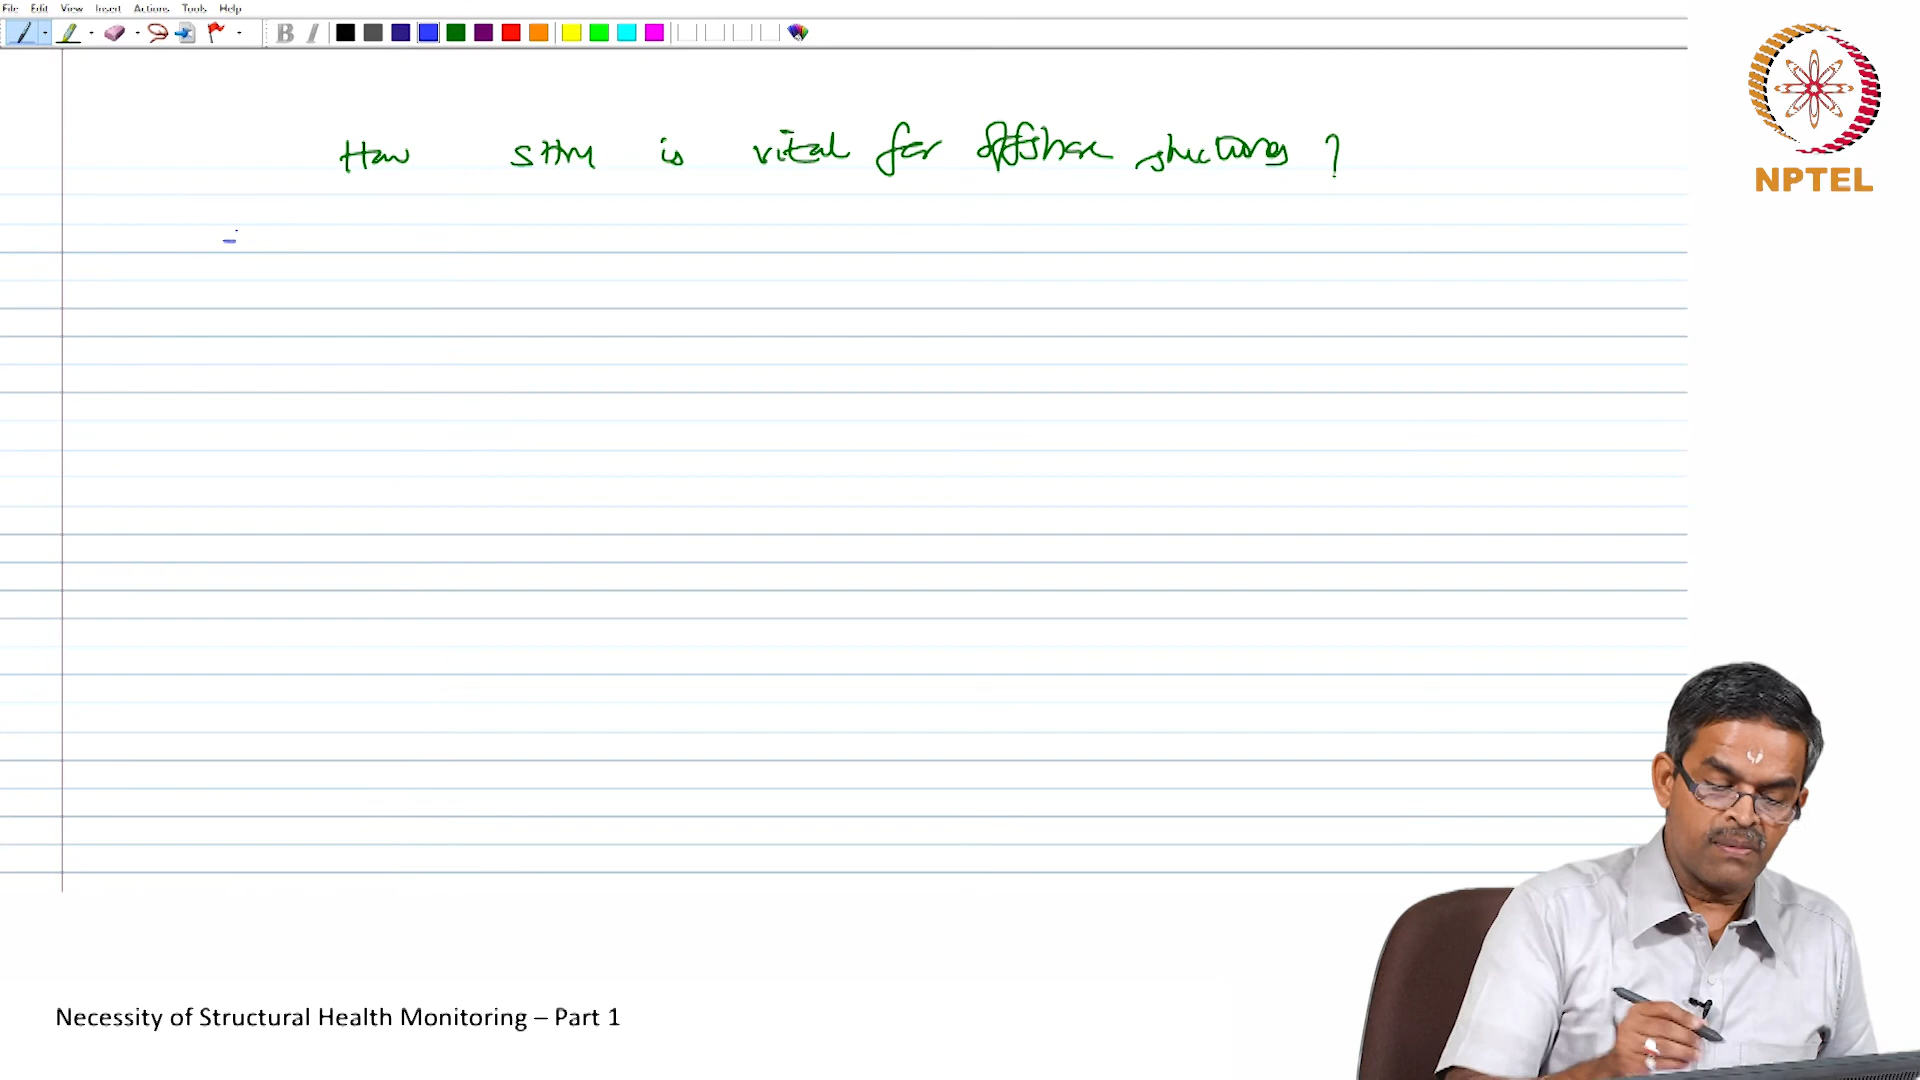 File Edit View Insert Actions Tools Help
B I
How SHM is vital for offshore structures ?
NPTEL
Necessity of Structural Health Monitoring – Part 1